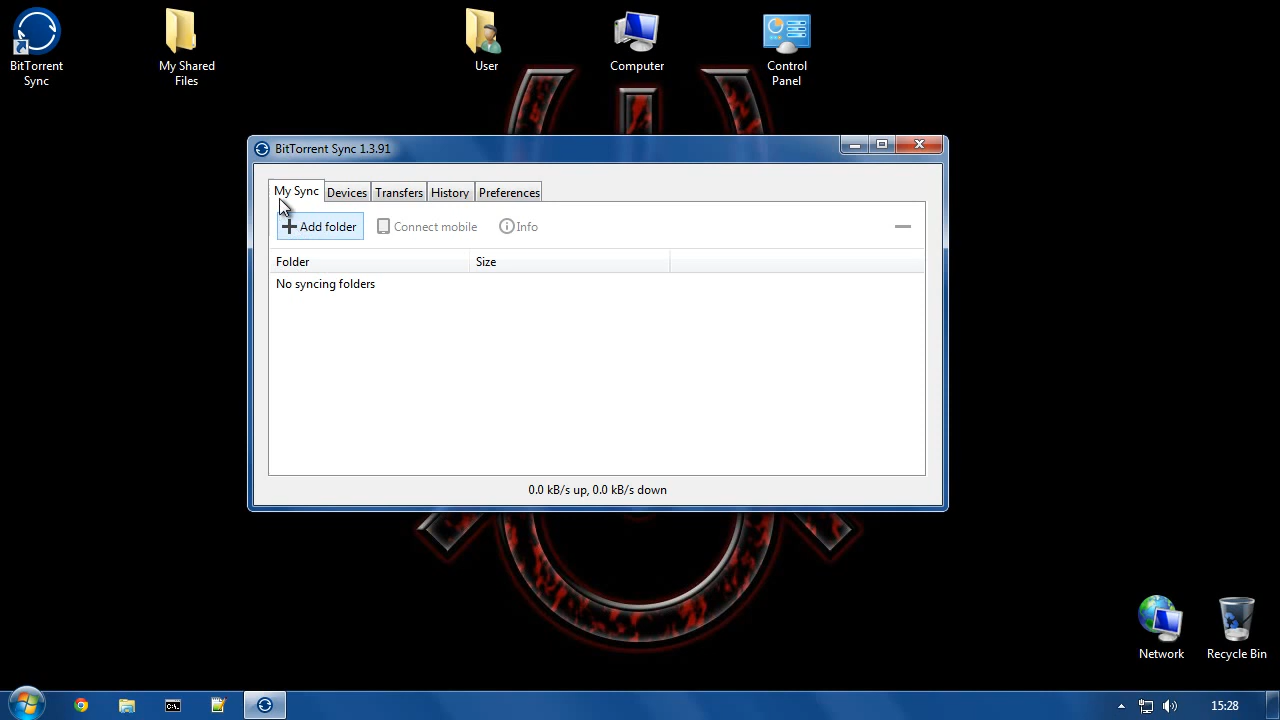 BitTorrent
Sync
My Shared
Files
User
Computer
Control
Panel
BitTorrent Sync 1.3.91
My Sync Devices Transfers History Preferences
Add folder Connect mobile Info
Folder Size
No syncing folders
0.0 kB/s up, 0.0 kB/s down
Network
Recycle Bin
15:28